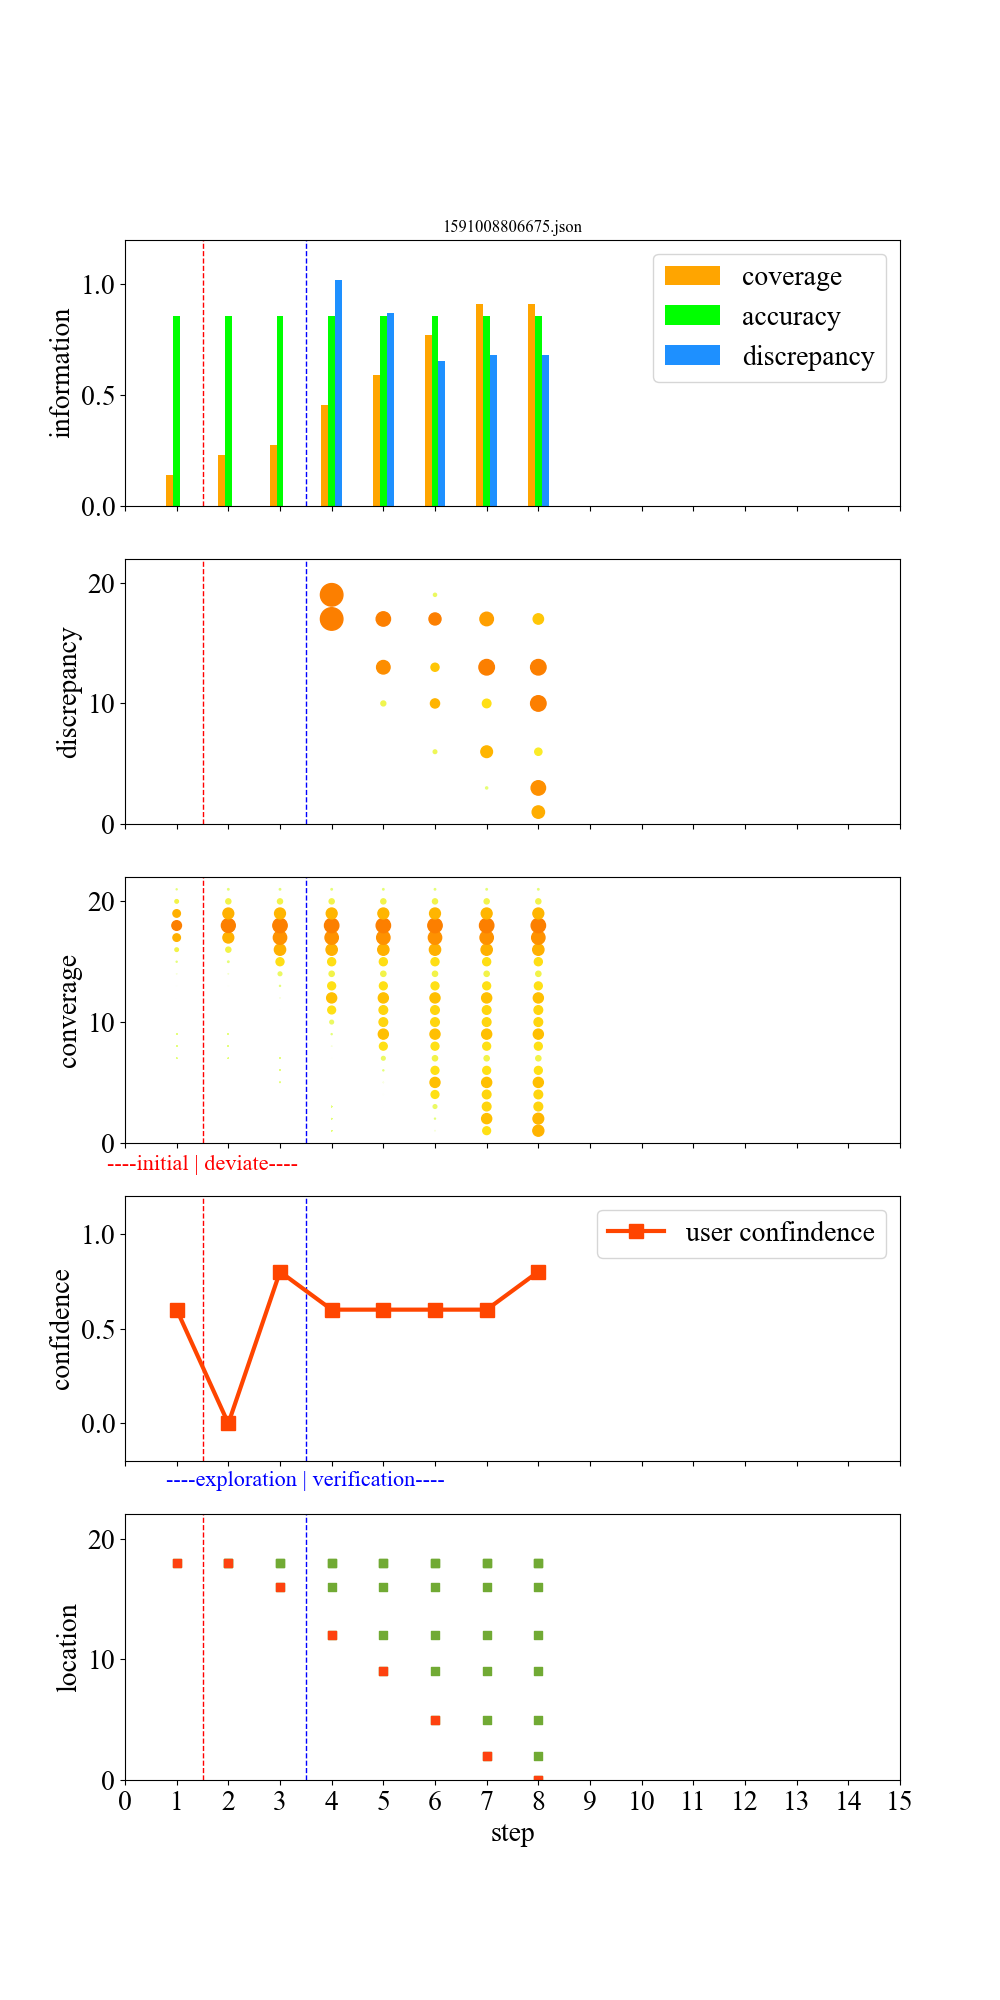 1591008806675.json
1.0
0.5
0.0
information
coverage
accuracy
discrepancy
20
10
0
discrepancy
20
10
0
converage
----initial | deviate----
1.0
0.5
0.0
confidence
user confindence
----exploration | verification----
20
10
0
location
0 1 2 3 4 5 6 7 8 9 10 11 12 13 14 15
step